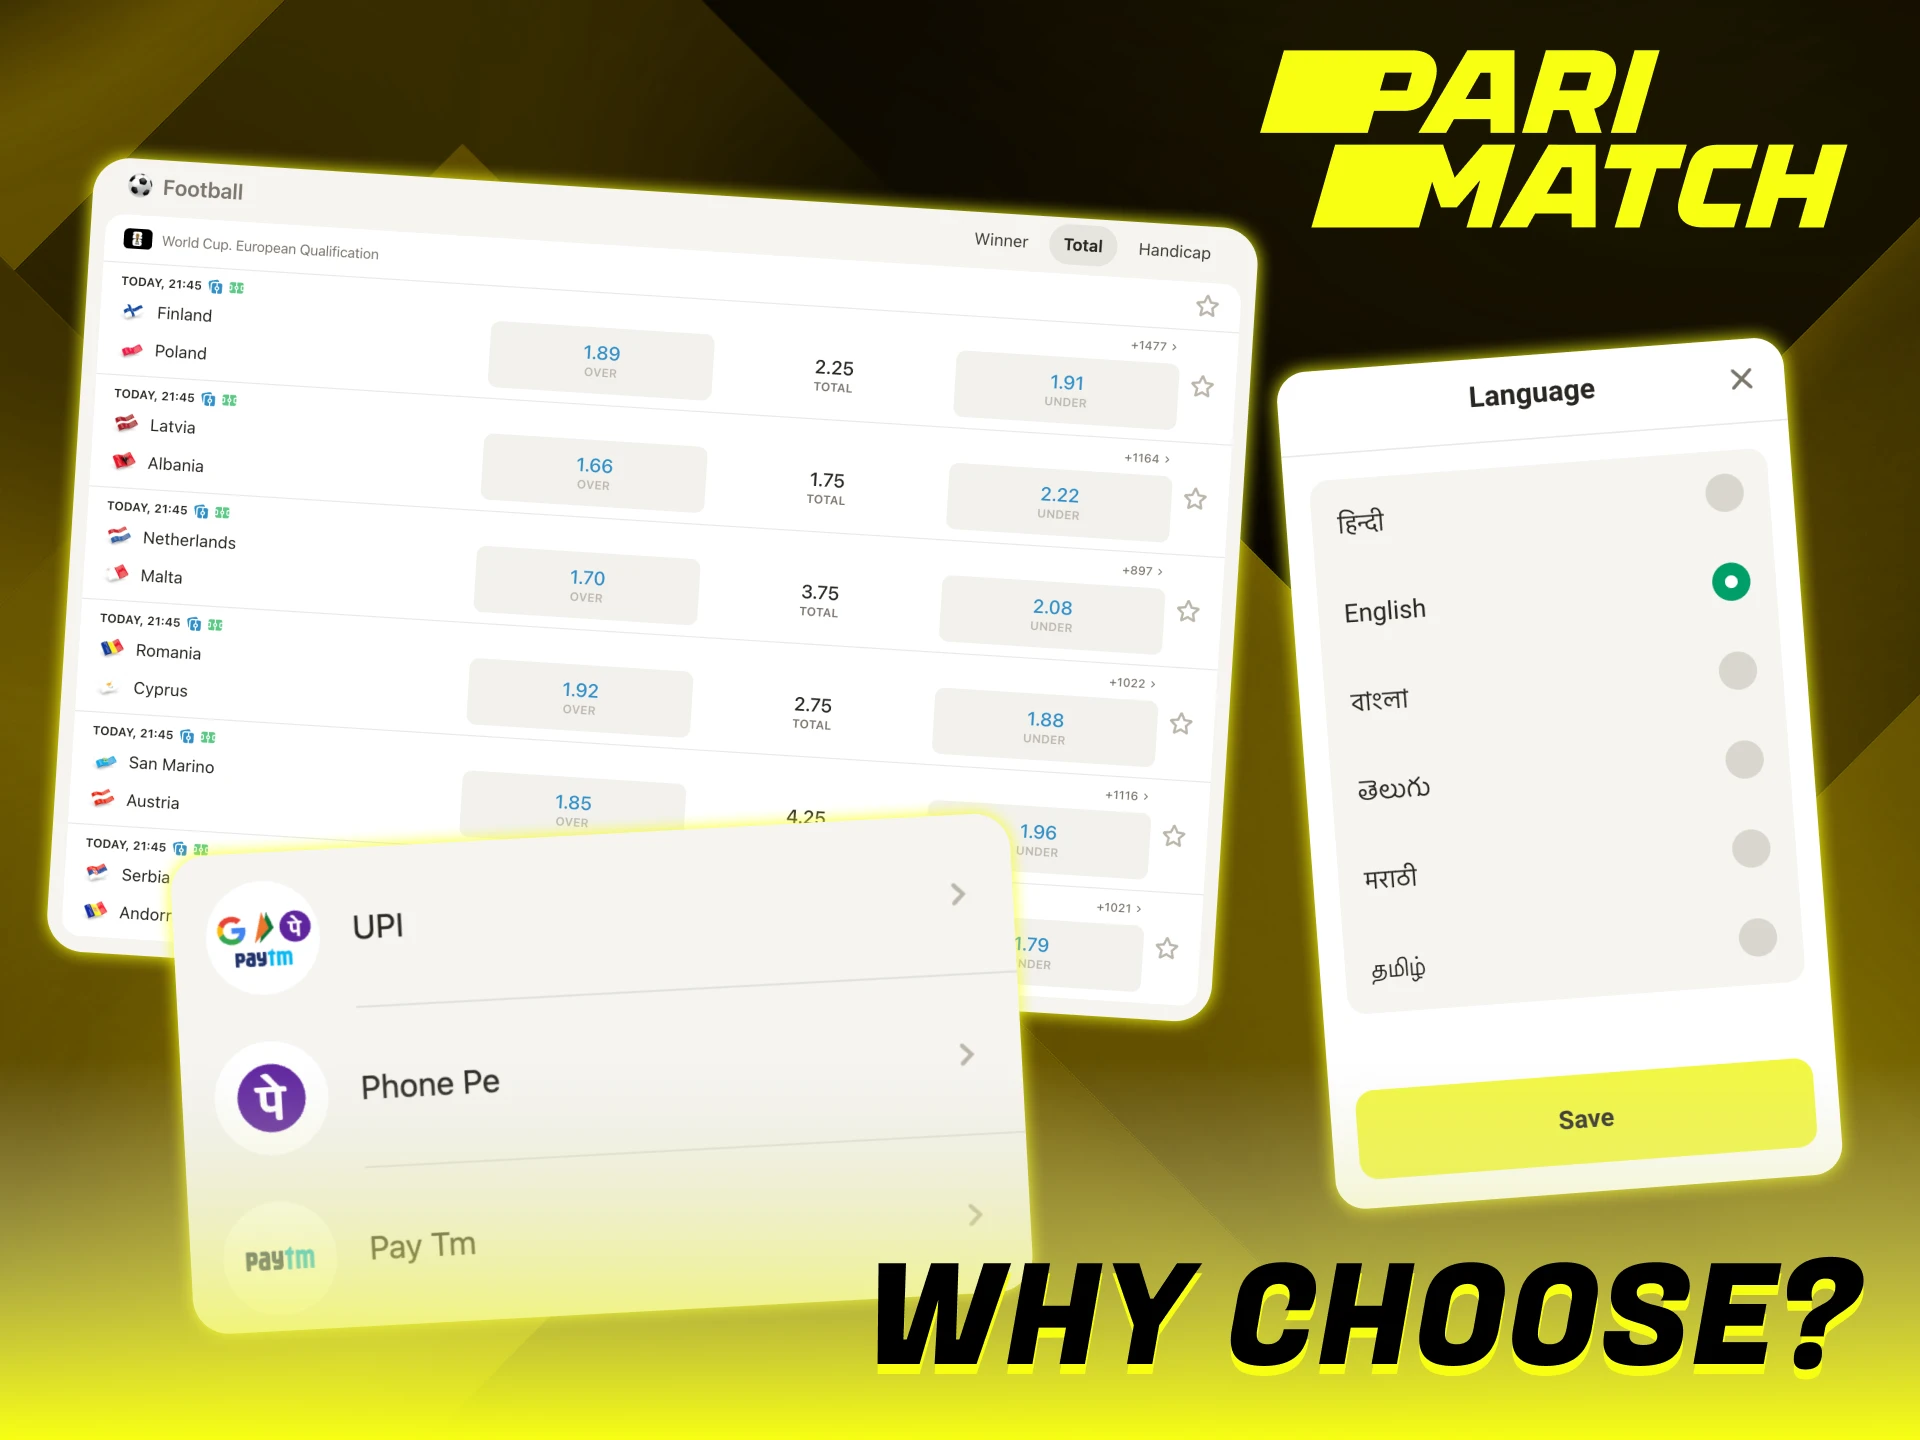 PARI
MATCH
Football
Winner Total Handicap
World Cup. European Qualification
TODAY, 21:45
Finland
Poland
1.89
OVER
2.25
TOTAL
+1477 >
1.91
UNDER
TODAY, 21:45
Latvia
Albania
1.66
OVER
1.75
TOTAL
+1164 >
2.22
UNDER
TODAY, 21:45
Netherlands
Malta
1.70
OVER
3.75
TOTAL
+897 >
2.08
UNDER
TODAY, 21:45
Romania
Cyprus
1.92
OVER
2.75
TOTAL
+1022 >
1.88
UNDER
TODAY, 21:45
San Marino
Austria
1.85
OVER
4.25
+1116 >
1.96
UNDER
TODAY, 21:45
Serbia
Andorr
+1021 >
1.79
NDER
G पे
paytm
UPI
पे
Phone Pe
paytm
Pay Tm
Language
हिन्दी
English
বাংলা
తెలుగు
मराठी
தமிழ்
Save
WHY CHOOSE?